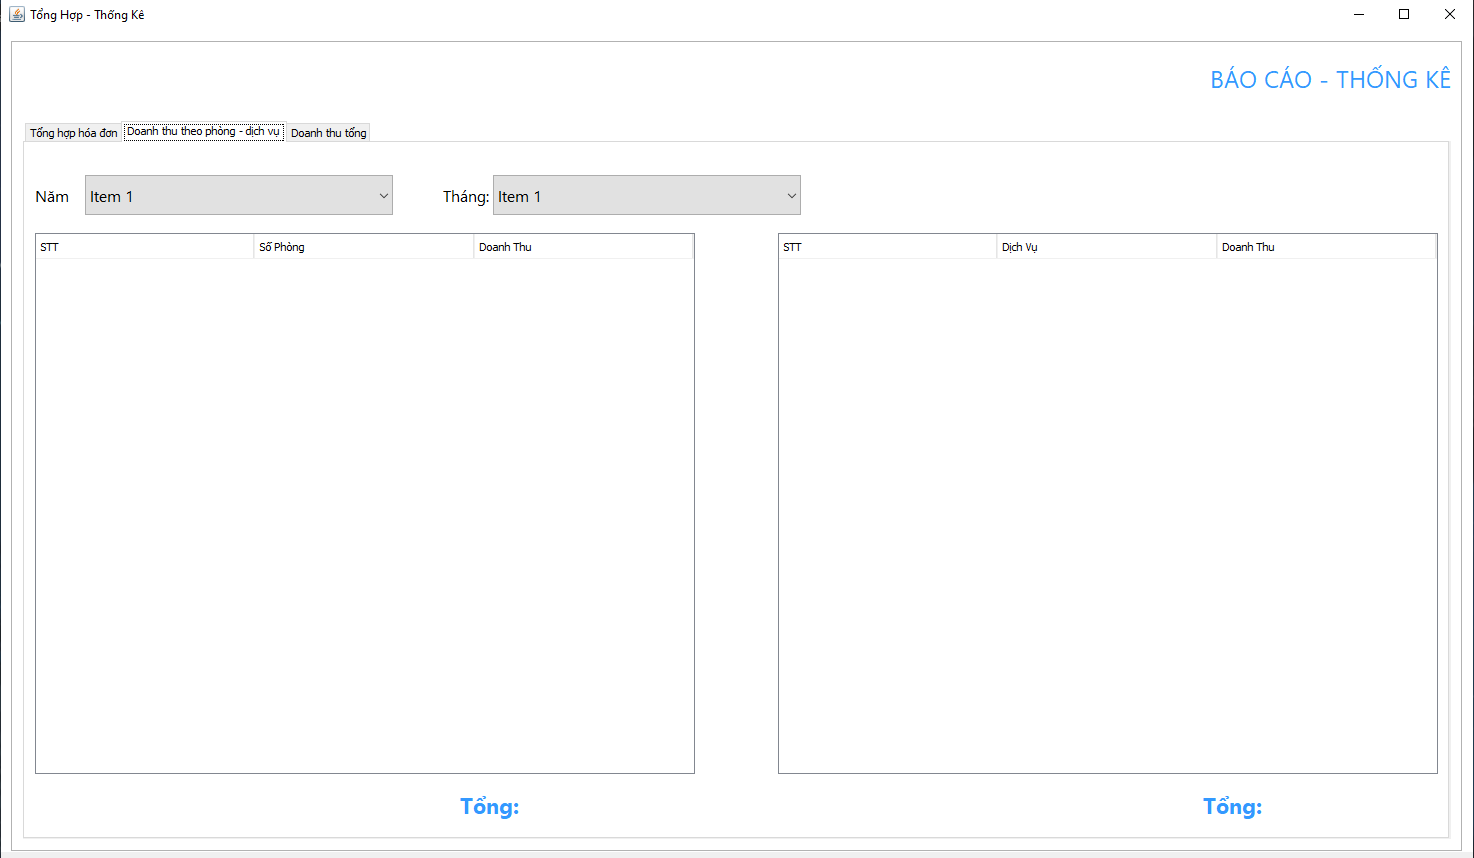 Tổng Hợp - Thống Kê
BÁO CÁO - THỐNG KÊ
Tổng hợp hóa đơn Doanh thu theo phòng - dịch vụ Doanh thu tổng
Năm Item 1 Tháng: Item 1
STT Số Phòng Doanh Thu STT Dịch Vụ Doanh Thu
Tổng: Tổng: